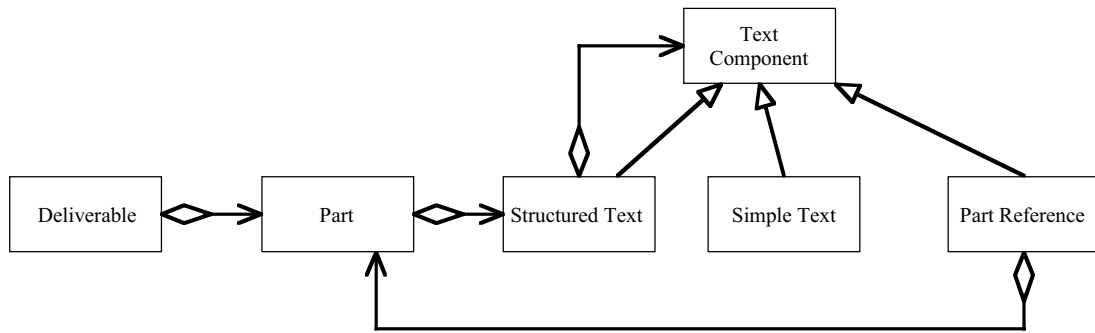 Text
Component
Deliverable
Part
Structured Text
Simple Text
Part Reference